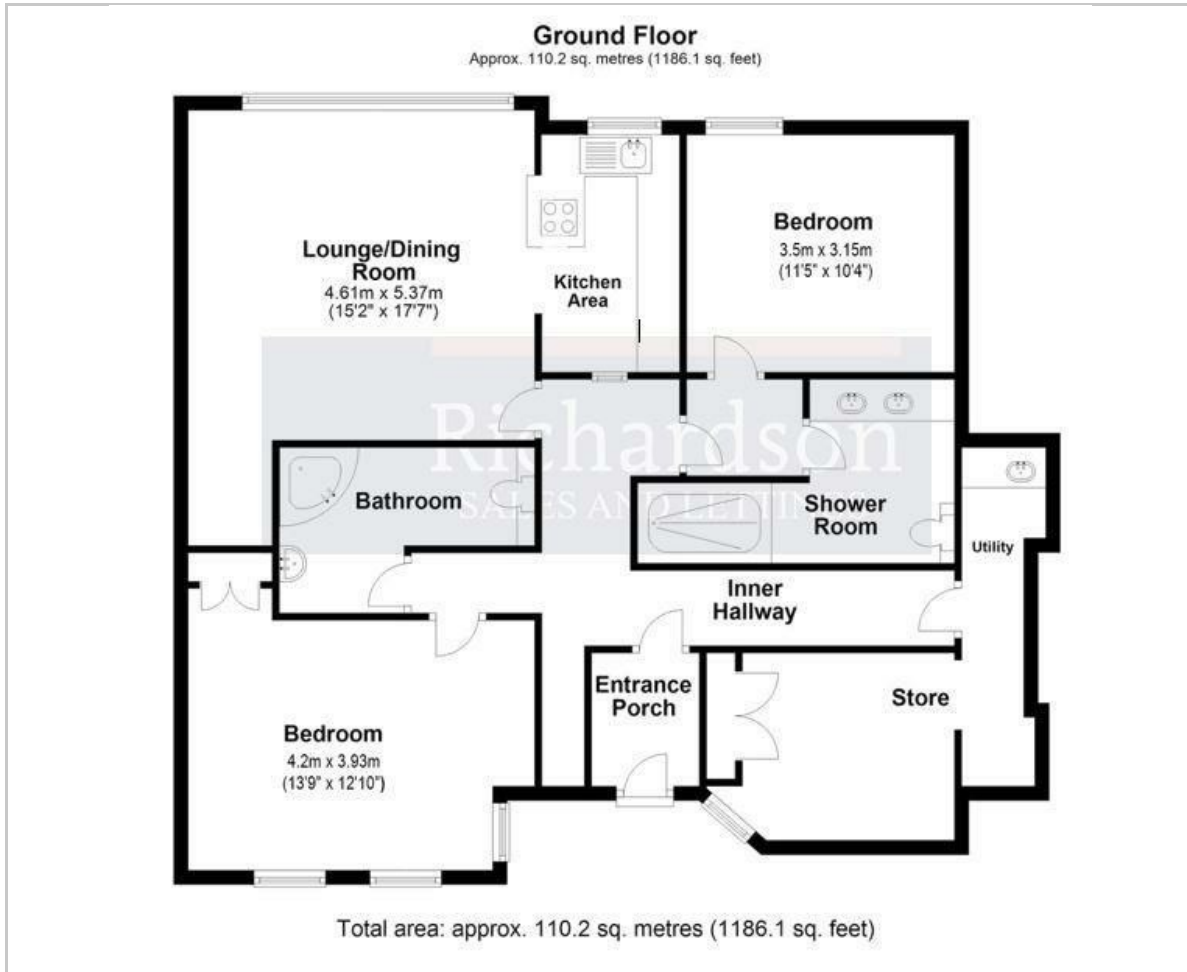 Ground Floor
Approx. 110.2 sq. metres (1186.1 sq. feet)
Lounge/Dining
Room
4.61m x 5.37m
(15'2" x 17'7")
Kitchen
Area
Bedroom
3.5m x 3.15m
(11'5" x 10'4")
Richardson
SALES AND LETTINGS
Bathroom
Shower
Room
Utility
Inner
Hallway
Entrance
Porch
Store
Bedroom
4.2m x 3.93m
(13'9" x 12'10")
Total area: approx. 110.2 sq. metres (1186.1 sq. feet)